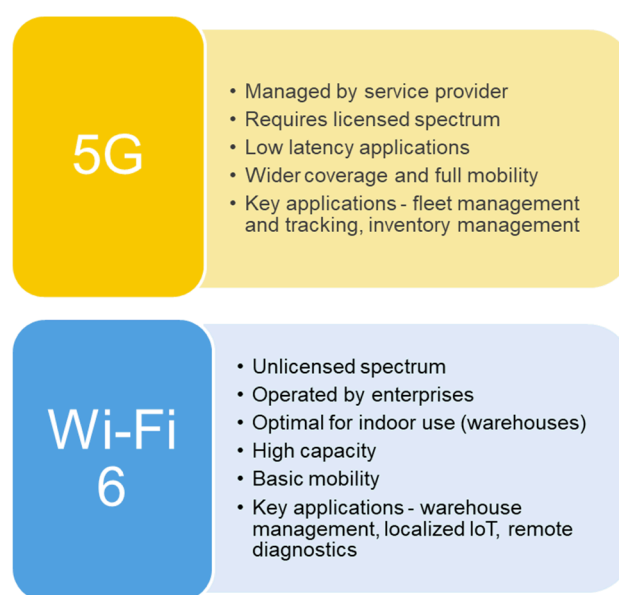 5G
• Managed by service provider
• Requires licensed spectrum
• Low latency applications
• Wider coverage and full mobility
• Key applications - fleet management
and tracking, inventory management
Wi-Fi
6
• Unlicensed spectrum
• Operated by enterprises
• Optimal for indoor use (warehouses)
• High capacity
• Basic mobility
• Key applications - warehouse
management, localized IoT, remote
diagnostics